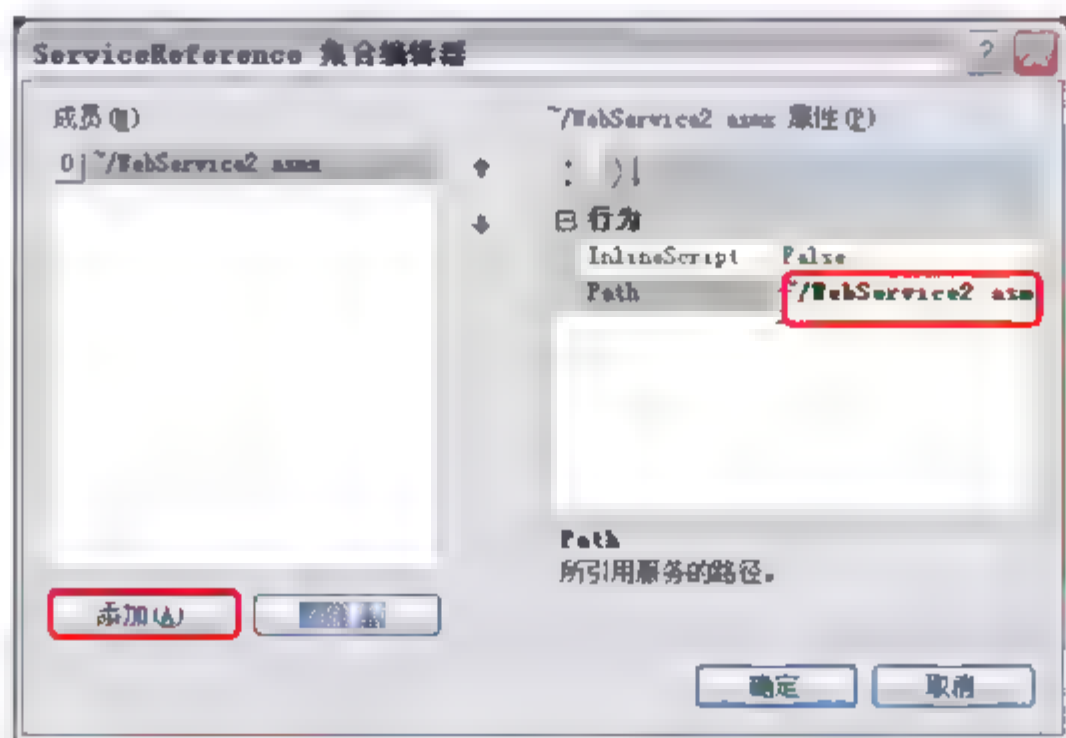 ServiceReference 集合编辑器
?
成员(M)
0 ~/WebService2 asmx
~/WebService2 asmx 属性(P)
行为
InlineScript False
Path ~/WebService2 asm
Path
所引用服务的路径。
添加(A)
确定 取消